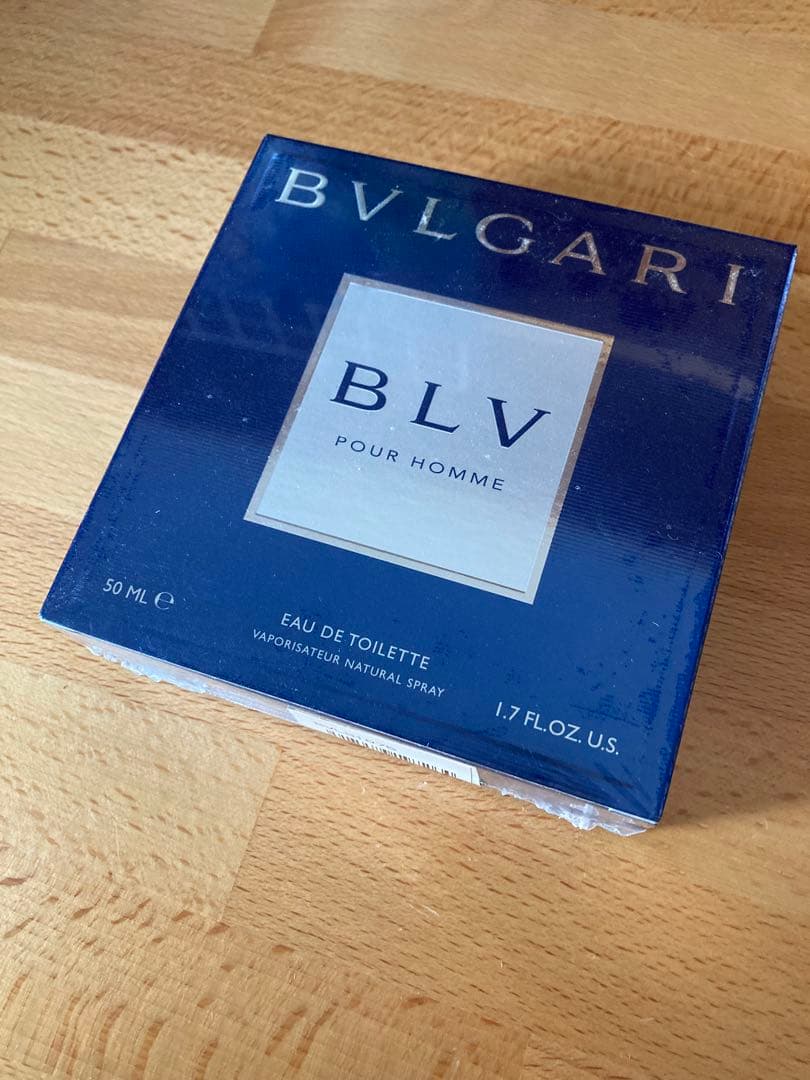 BVLGARI
BLV
POUR HOMME
50 ML ℮
EAU DE TOILETTE
VAPORISATEUR NATURAL SPRAY
1.7 FL.OZ. U.S.